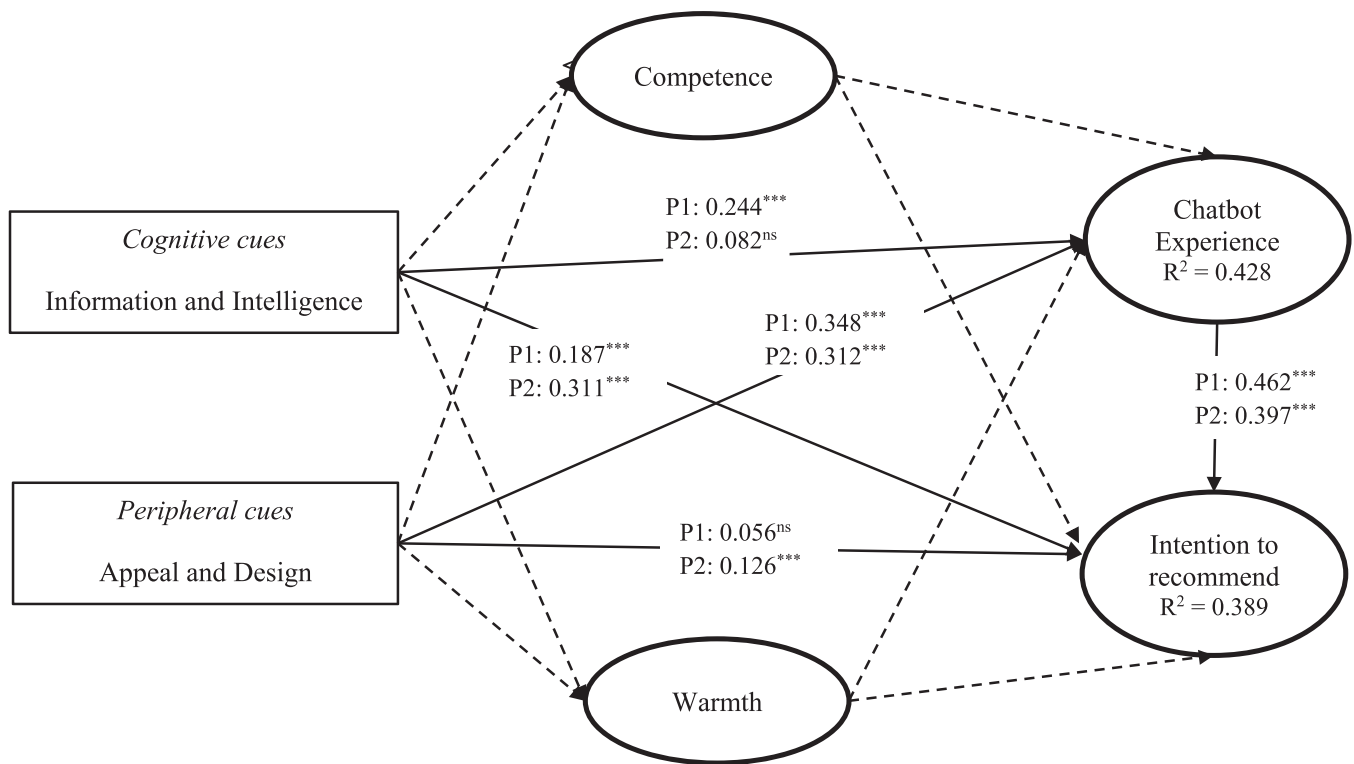 Competence
P1: 0.244***
P2: 0.082ns
Chatbot
Experience
R² = 0.428
Cognitive cues
Information and Intelligence
P1: 0.348***
P2: 0.312***
P1: 0.187***
P2: 0.311***
P1: 0.462***
P2: 0.397***
Peripheral cues
Appeal and Design
P1: 0.056ns
P2: 0.126***
Intention to
recommend
R² = 0.389
Warmth